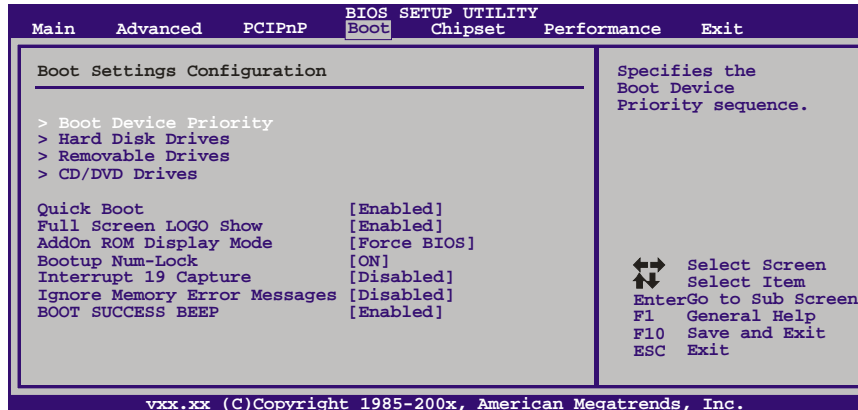 BIOS SETUP UTILITY
Main Advanced PCIPnP Boot Chipset Performance Exit
Boot Settings Configuration
> Boot Device Priority
> Hard Disk Drives
> Removable Drives
> CD/DVD Drives
Quick Boot [Enabled]
Full Screen LOGO Show [Enabled]
AddOn ROM Display Mode [Force BIOS]
Bootup Num-Lock [ON]
Interrupt 19 Capture [Disabled]
Ignore Memory Error Messages [Disabled]
BOOT SUCCESS BEEP [Enabled]
Specifies the
Boot Device
Priority sequence.
Select Screen
Select Item
Enter Go to Sub Screen
F1 General Help
F10 Save and Exit
ESC Exit
vxx.xx (C)Copyright 1985-200x, American Megatrends, Inc.